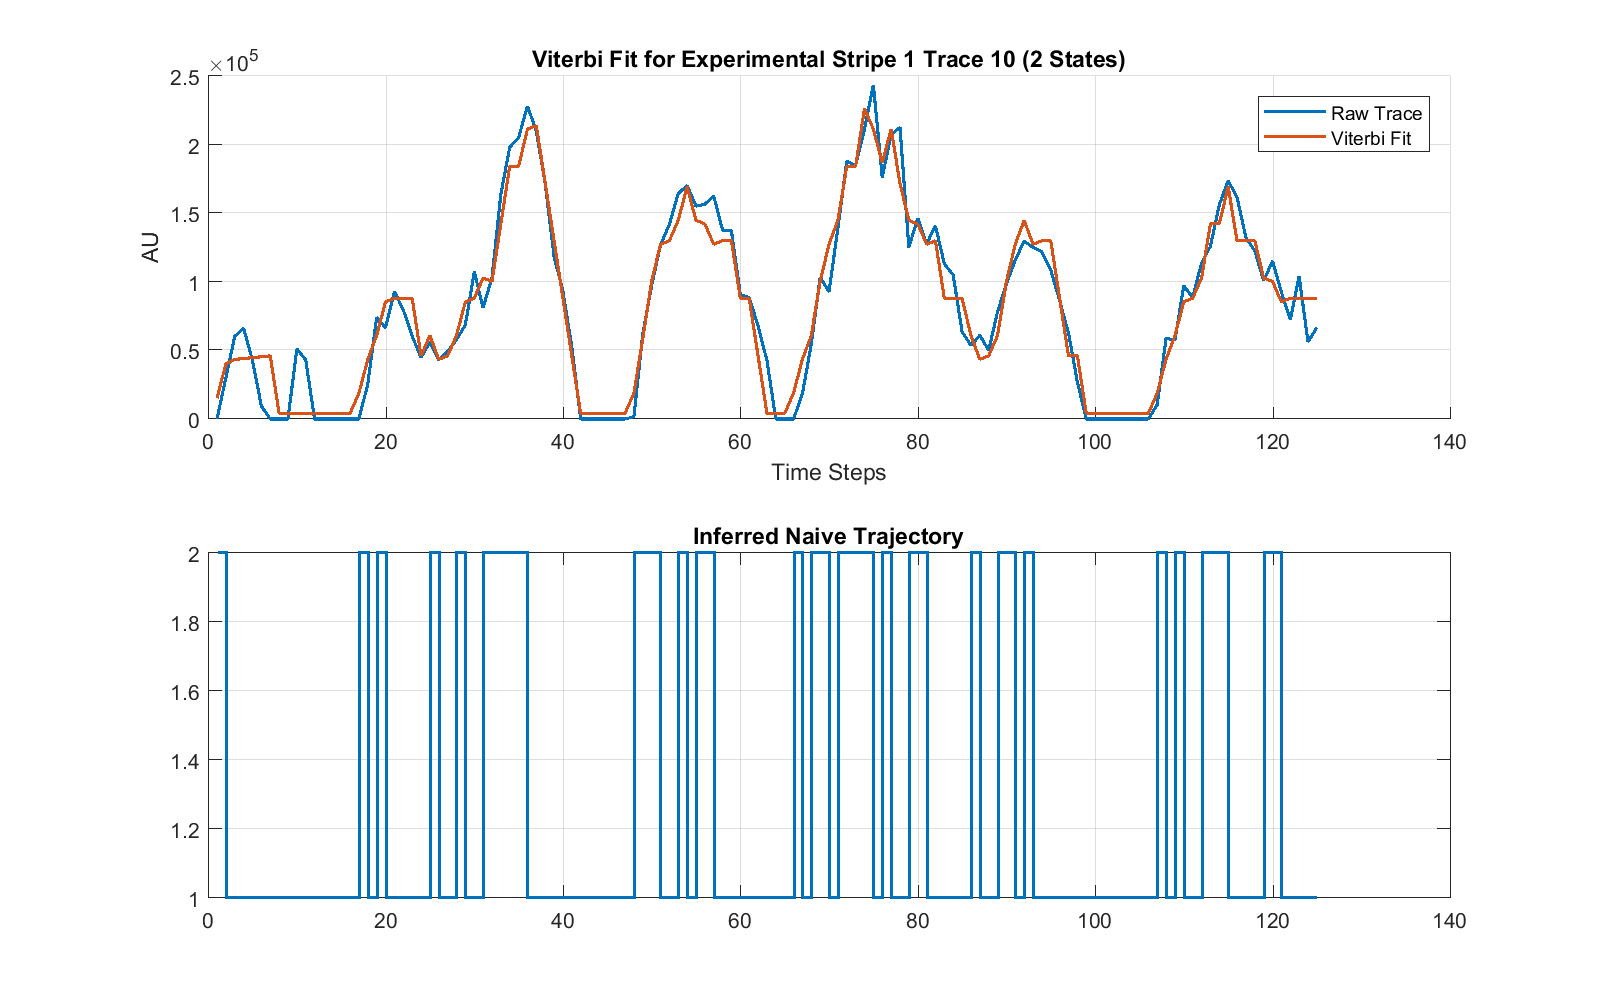 Viterbi Fit for Experimental Stripe 1 Trace 10 (2 States)
×10^5
2.5
2
1.5
1
0.5
0
AU
Raw Trace
Viterbi Fit
0 20 40 60 80 100 120 140
Time Steps
Inferred Naive Trajectory
2
1.8
1.6
1.4
1.2
1
0 20 40 60 80 100 120 140